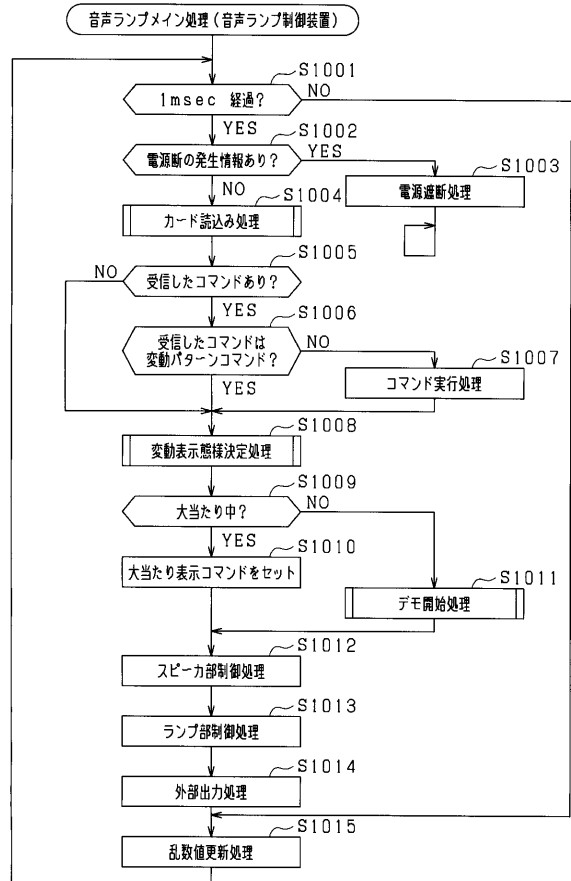 音声ランプメイン処理(音声ランプ制御装置)
S1001
1msec 経過?
NO
YES
S1002
電源断の発生情報あり?
YES
S1003
電源遮断処理
NO
S1004
カード読込み処理
S1005
NO
受信したコマンドあり?
YES
S1006
受信したコマンドは
変動パターンコマンド?
NO
S1007
コマンド実行処理
YES
S1008
変動表示態様決定処理
S1009
大当たり中?
NO
YES
S1010
大当たり表示コマンドをセット
S1011
デモ開始処理
S1012
スピーカ部制御処理
S1013
ランプ部制御処理
S1014
外部出力処理
S1015
乱数値更新処理